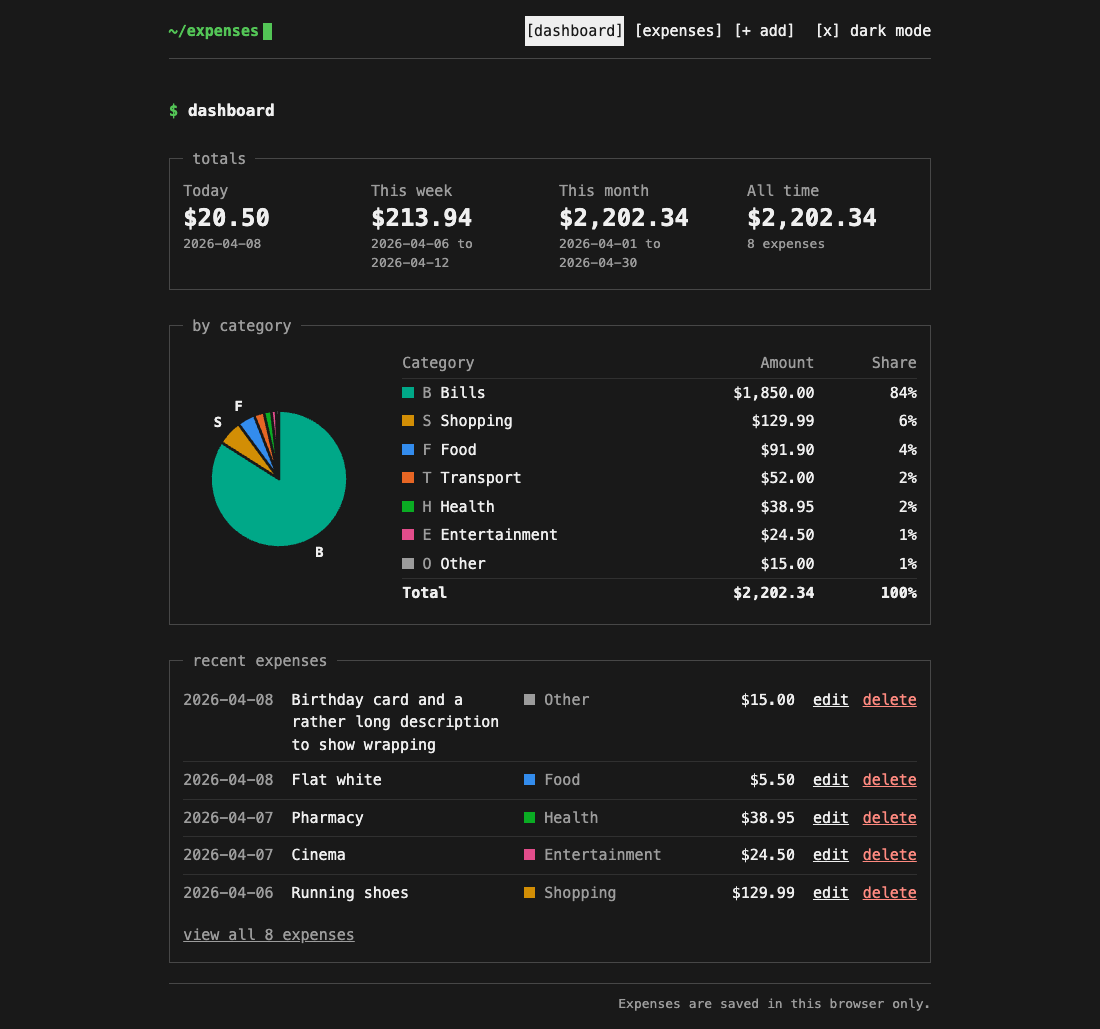 ~/expenses [dashboard] [expenses] [+ add] [x] dark mode
$ dashboard
totals
Today This week This month All time
$20.50 $213.94 $2,202.34 $2,202.34
2026-04-08 2026-04-06 to 2026-04-01 to 8 expenses
2026-04-12 2026-04-30
by category
Category Amount Share
B Bills $1,850.00 84%
S Shopping $129.99 6%
F Food $91.90 4%
T Transport $52.00 2%
H Health $38.95 2%
E Entertainment $24.50 1%
O Other $15.00 1%
Total $2,202.34 100%
F
S
B
recent expenses
2026-04-08 Birthday card and a Other $15.00 edit delete
rather long description
to show wrapping
2026-04-08 Flat white Food $5.50 edit delete
2026-04-07 Pharmacy Health $38.95 edit delete
2026-04-07 Cinema Entertainment $24.50 edit delete
2026-04-06 Running shoes Shopping $129.99 edit delete
view all 8 expenses
Expenses are saved in this browser only.